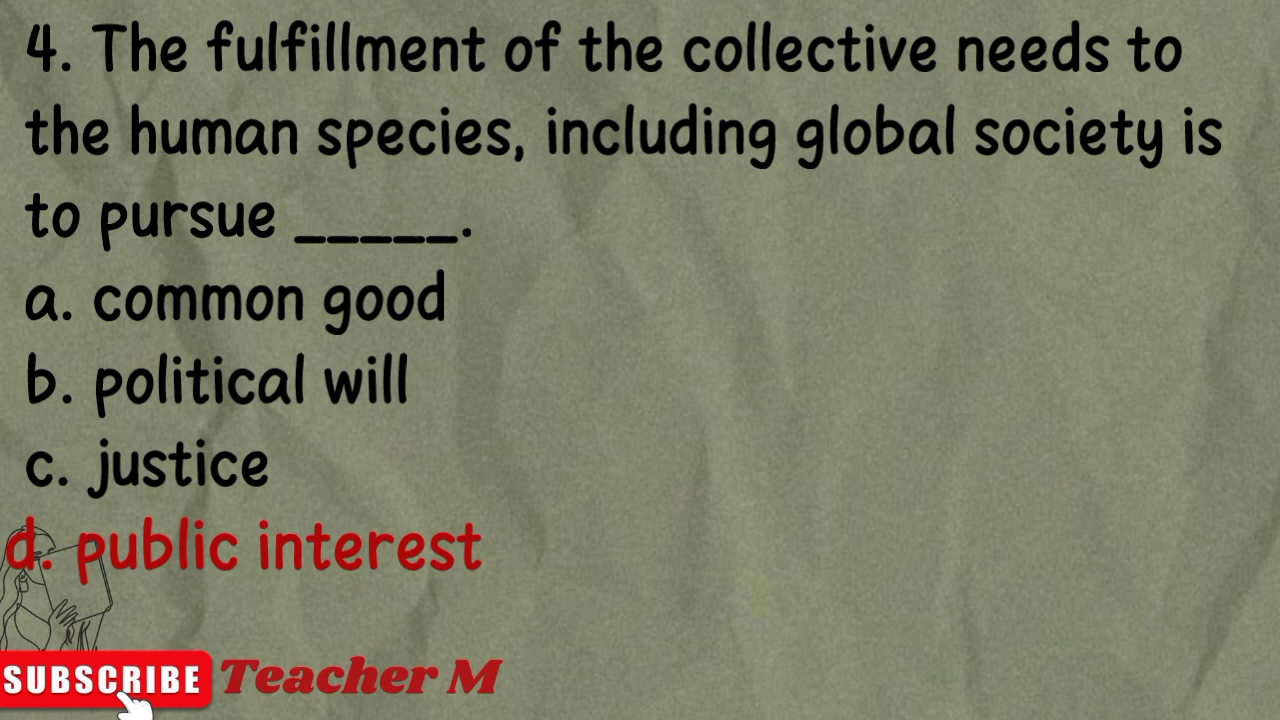 4. The fulfillment of the collective needs to
the human species, including global society is
to pursue _____.
a. common good
b. political will
c. justice
d. public interest
SUBSCRIBE Teacher M